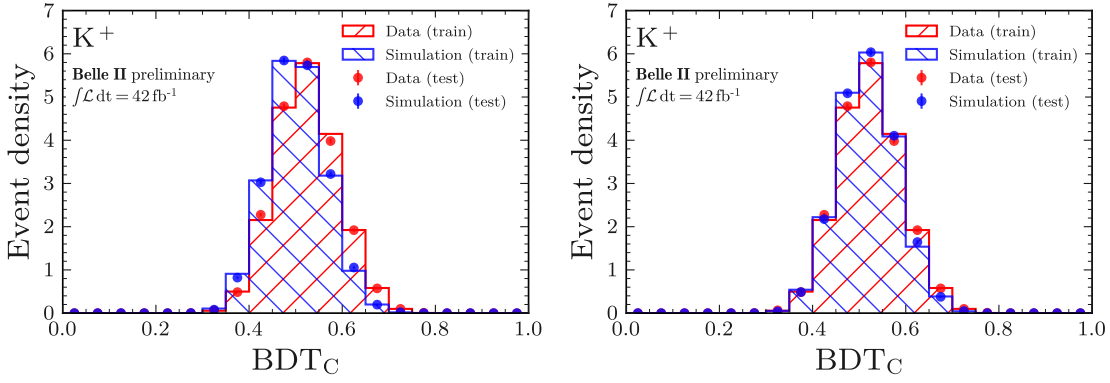 K+
Belle II preliminary
∫ℒ dt = 42 fb-1
Data (train)
Simulation (train)
Data (test)
Simulation (test)
Event density
0
1
2
3
4
5
6
7
0.0 0.2 0.4 0.6 0.8 1.0
BDTC
K+
Belle II preliminary
∫ℒ dt = 42 fb-1
Data (train)
Simulation (train)
Data (test)
Simulation (test)
Event density
0
1
2
3
4
5
6
7
0.0 0.2 0.4 0.6 0.8 1.0
BDTC